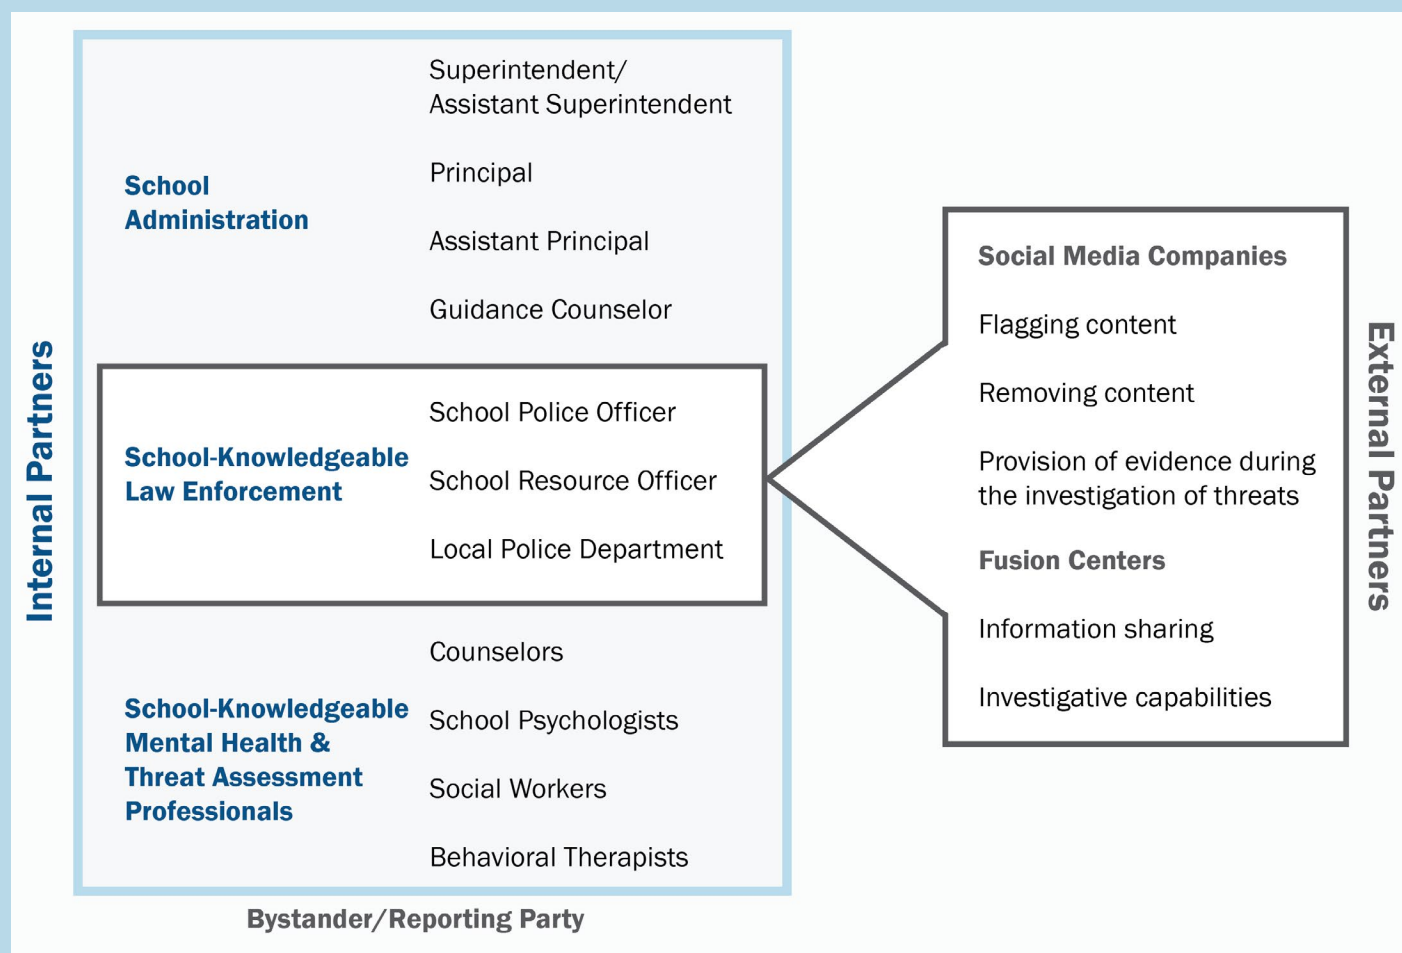 Internal Partners
School
Administration
Superintendent/
Assistant Superintendent
Principal
Assistant Principal
Guidance Counselor
School-Knowledgeable
Law Enforcement
School Police Officer
School Resource Officer
Local Police Department
School-Knowledgeable
Mental Health &
Threat Assessment
Professionals
Counselors
School Psychologists
Social Workers
Behavioral Therapists
Bystander/Reporting Party
Social Media Companies
Flagging content
Removing content
Provision of evidence during
the investigation of threats
Fusion Centers
Information sharing
Investigative capabilities
External Partners